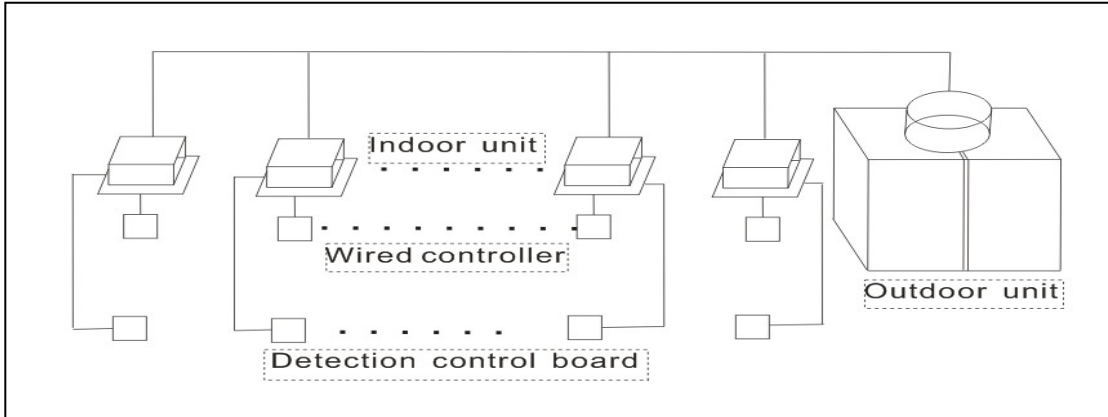 Indoor unit
Wired controller
Outdoor unit
Detection control board